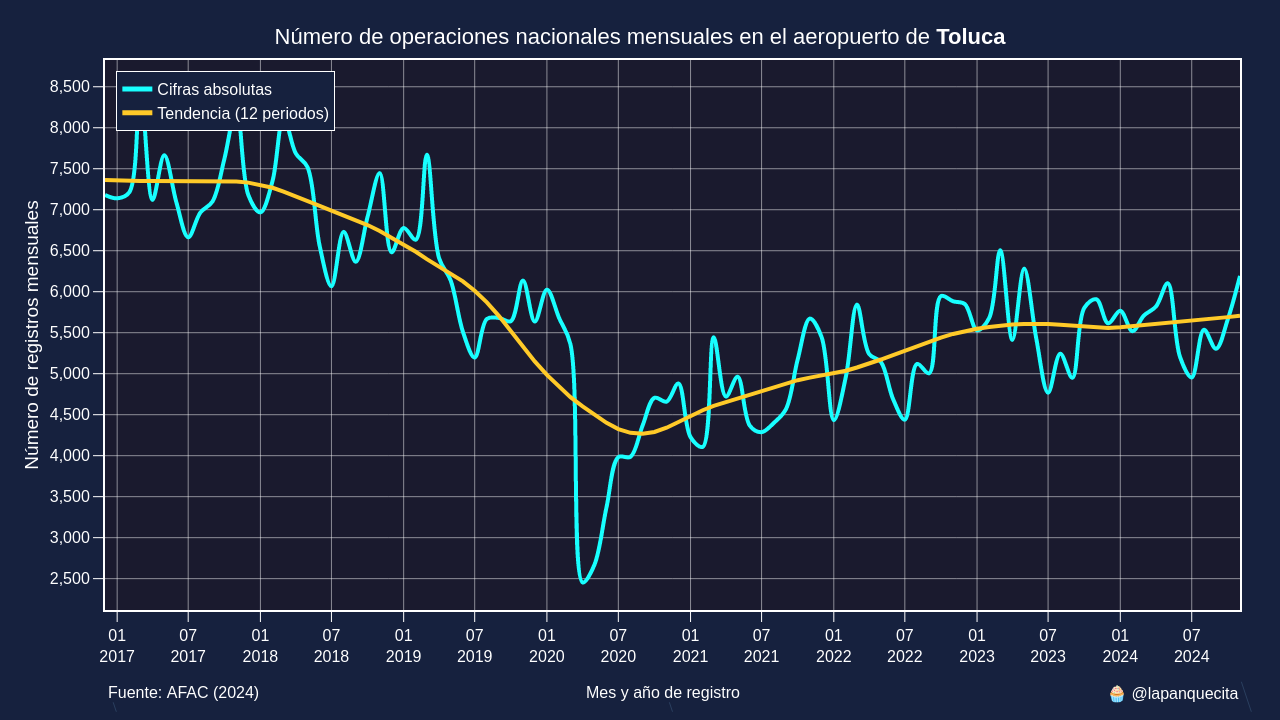 Número de operaciones nacionales mensuales en el aeropuerto de Toluca
Cifras absolutas
Tendencia (12 periodos)
Número de registros mensuales
8,500
8,000
7,500
7,000
6,500
6,000
5,500
5,000
4,500
4,000
3,500
3,000
2,500
01 07 01 07 01 07 01 07 01 07 01 07 01 07 01 07
2017 2017 2018 2018 2019 2019 2020 2020 2021 2021 2022 2022 2023 2023 2024 2024
Fuente: AFAC (2024) Mes y año de registro 🧁 @lapanquecita